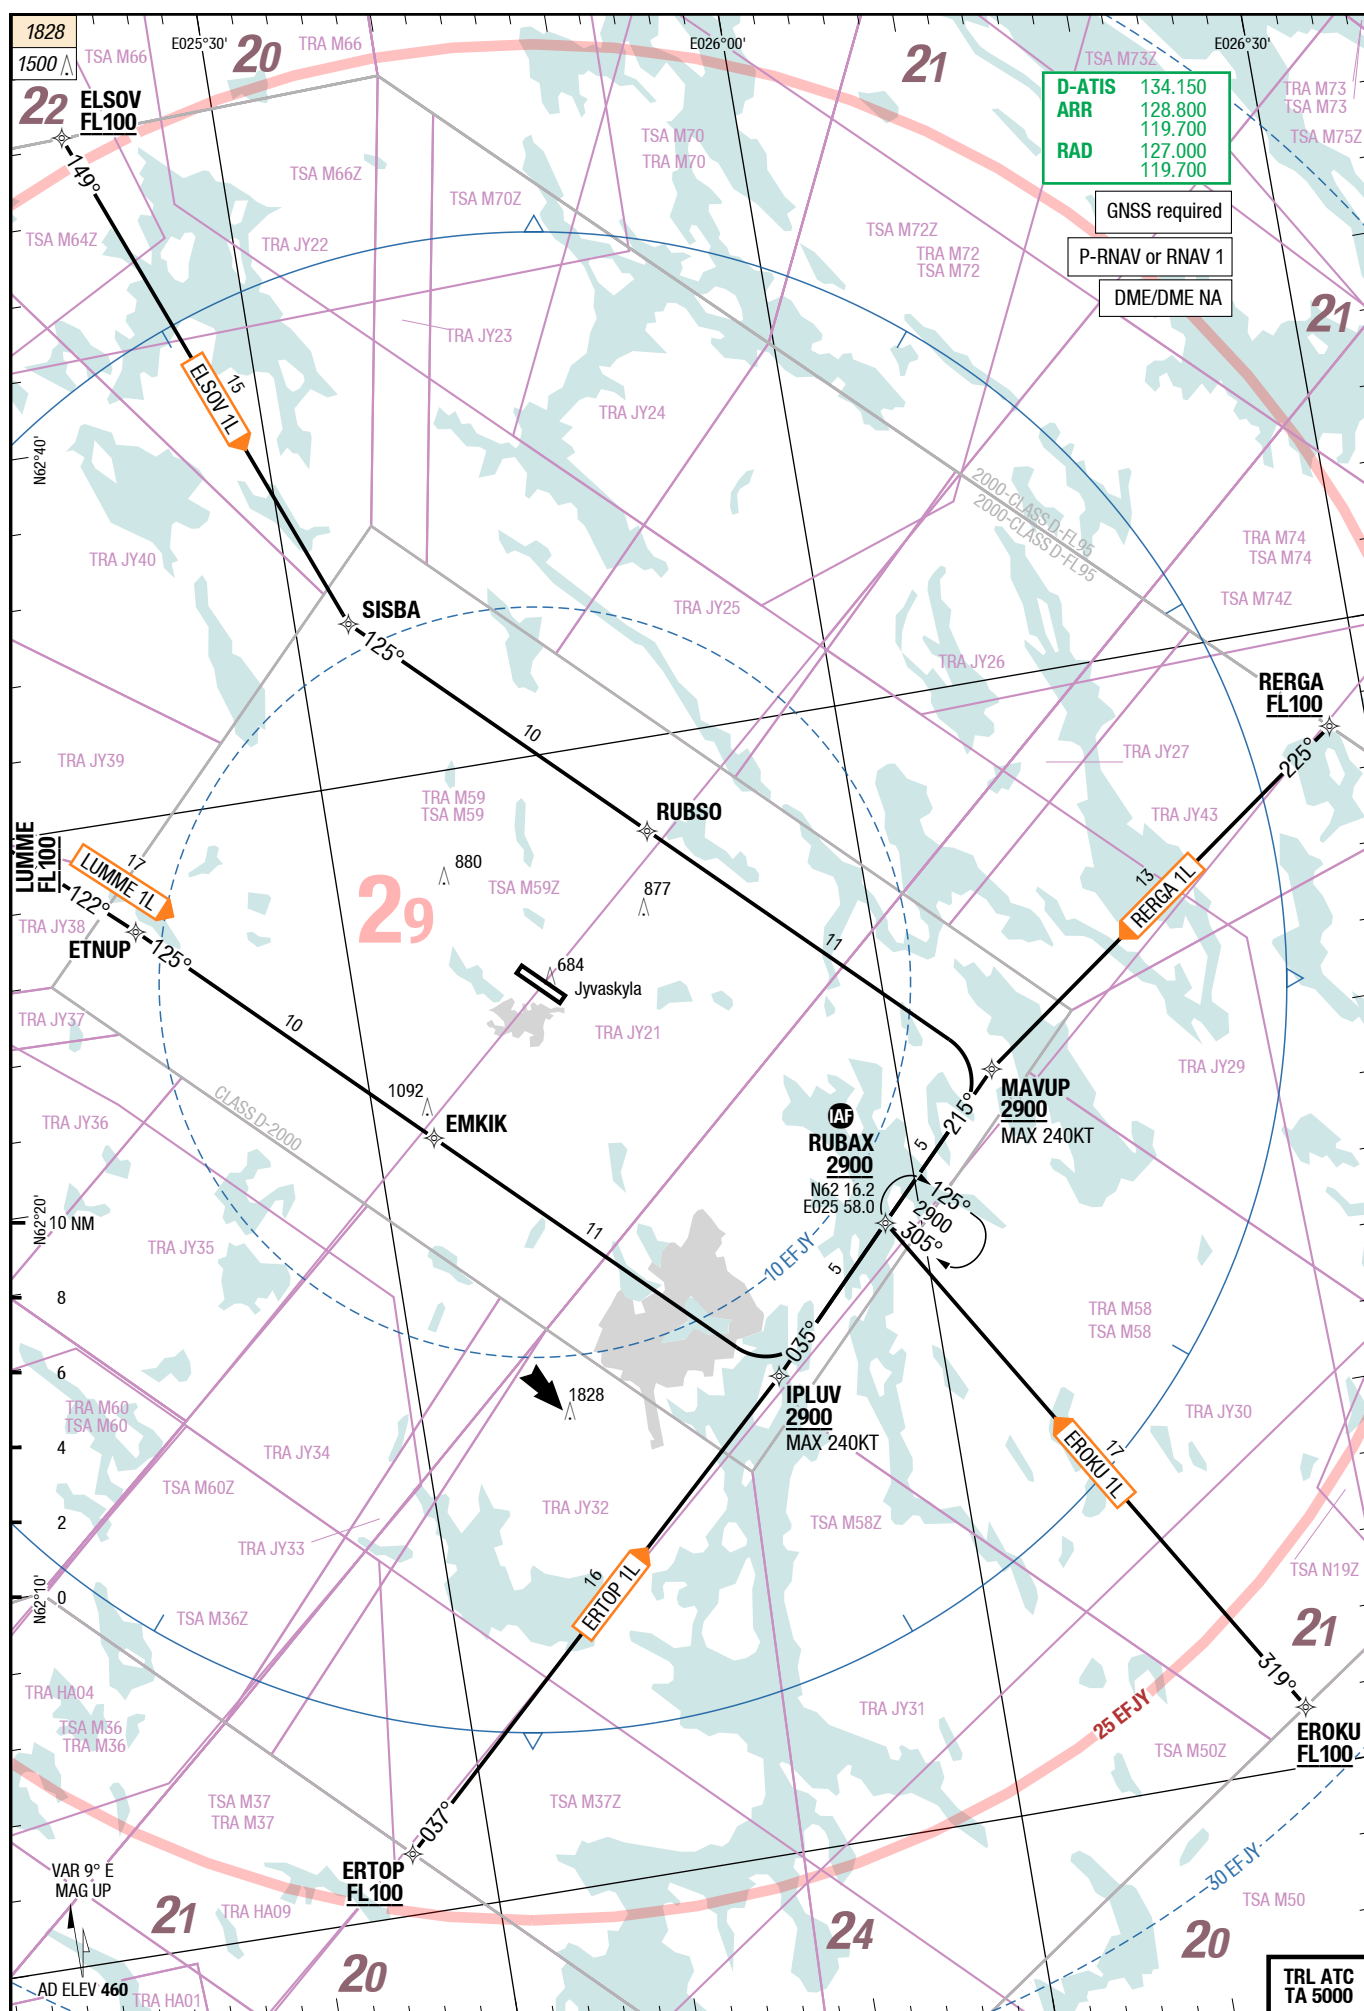 1828
1500
E025°30'
E026°00'
E026°30'
20
21
22
TSA M66
TRA M66
TSA M73Z
TRA M73
TSA M73
TSA M75Z
ELSOV
FL100
D-ATIS 134.150
ARR 128.800
119.700
RAD 127.000
119.700
GNSS required
P-RNAV or RNAV 1
DME/DME NA
149°
TSA M70
TRA M70
TSA M66Z
TSA M70Z
TSA M64Z
TRA JY22
TSA M72Z
TRA M72
TSA M72
21
TRA JY23
15
ELSOV 1L
TRA JY24
N62°40'
2000-CLASS D-FL95
2000-CLASS D-FL95
TRA M74
TSA M74
TRA JY40
TSA M74Z
SISBA
TRA JY25
125°
TRA JY26
RERGA
FL100
10
TRA JY39
TRA JY27
225°
TRA M59
TSA M59
RUBSO
TRA JY43
LUMME
FL100
17
LUMME 1L
880
TSA M59Z
877
13
RERGA 1L
122°
29
TRA JY38
ETNUP
125°
11
684
Jyvaskyla
TRA JY37
10
TRA JY21
TRA JY29
MAVUP
2900
MAX 240KT
CLASS D-2000
1092
TRA JY36
EMKIK
IAF
RUBAX
2900
N62 16.2
E025 58.0
215°
5
125°
2900
305°
N62°20'
10 NM
TRA JY35
11
10 EFJY
5
8
TRA M58
TSA M58
035°
6
IPLUV
2900
MAX 240KT
1828
TRA M60
TSA M60
4
TRA JY34
TRA JY30
17
EROKU 1L
TSA M60Z
TRA JY32
TSA M58Z
2
TRA JY33
16
ERTOP 1L
TSA N19Z
0
N62°10'
TSA M36Z
21
319°
TRA HA04
TSA M36
TRA M36
TRA JY31
25 EFJY
EROKU
FL100
TSA M50Z
TSA M37
TRA M37
TSA M37Z
037°
VAR 9° E
MAG UP
ERTOP
FL100
30 EFJY
TSA M50
21
TRA HA09
24
20
20
AD ELEV 460
TRA HA01
TRL ATC
TA 5000